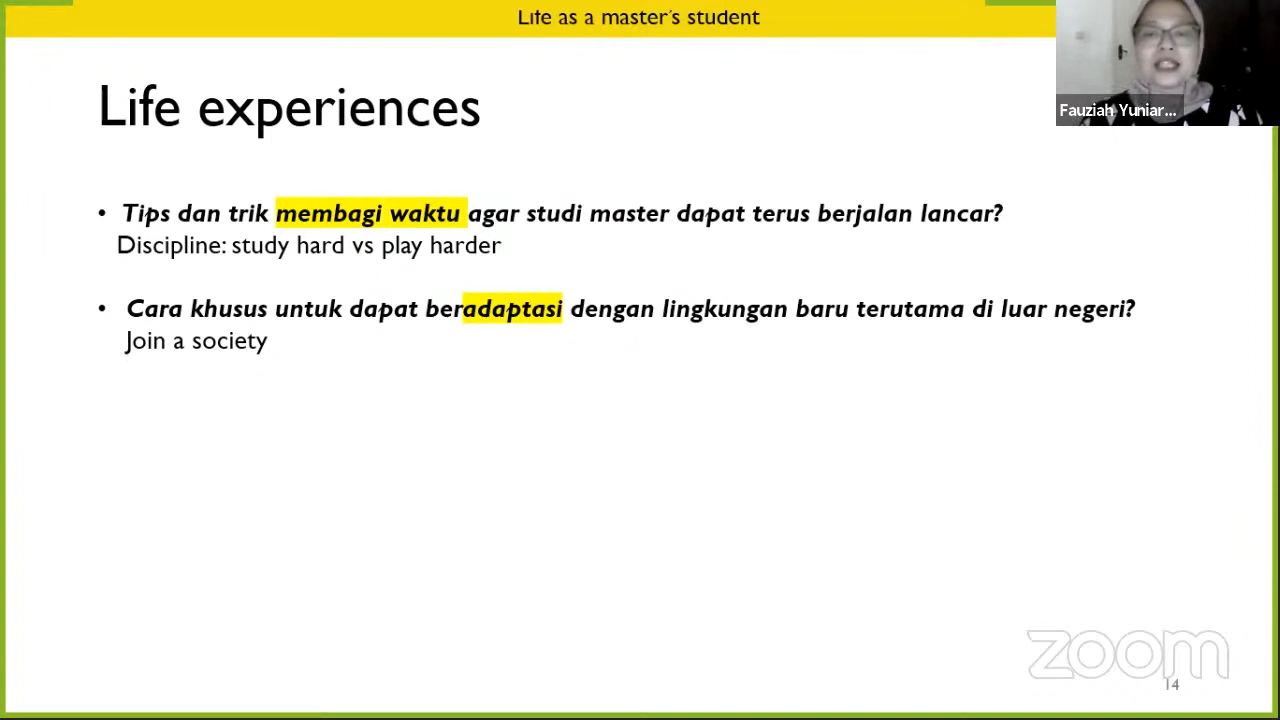 Life as a master's student
Fauziah Yuniar...
Life experiences
• Tips dan trik membagi waktu agar studi master dapat terus berjalan lancar?
Discipline: study hard vs play harder
• Cara khusus untuk dapat beradaptasi dengan lingkungan baru terutama di luar negeri?
Join a society
zoom
14